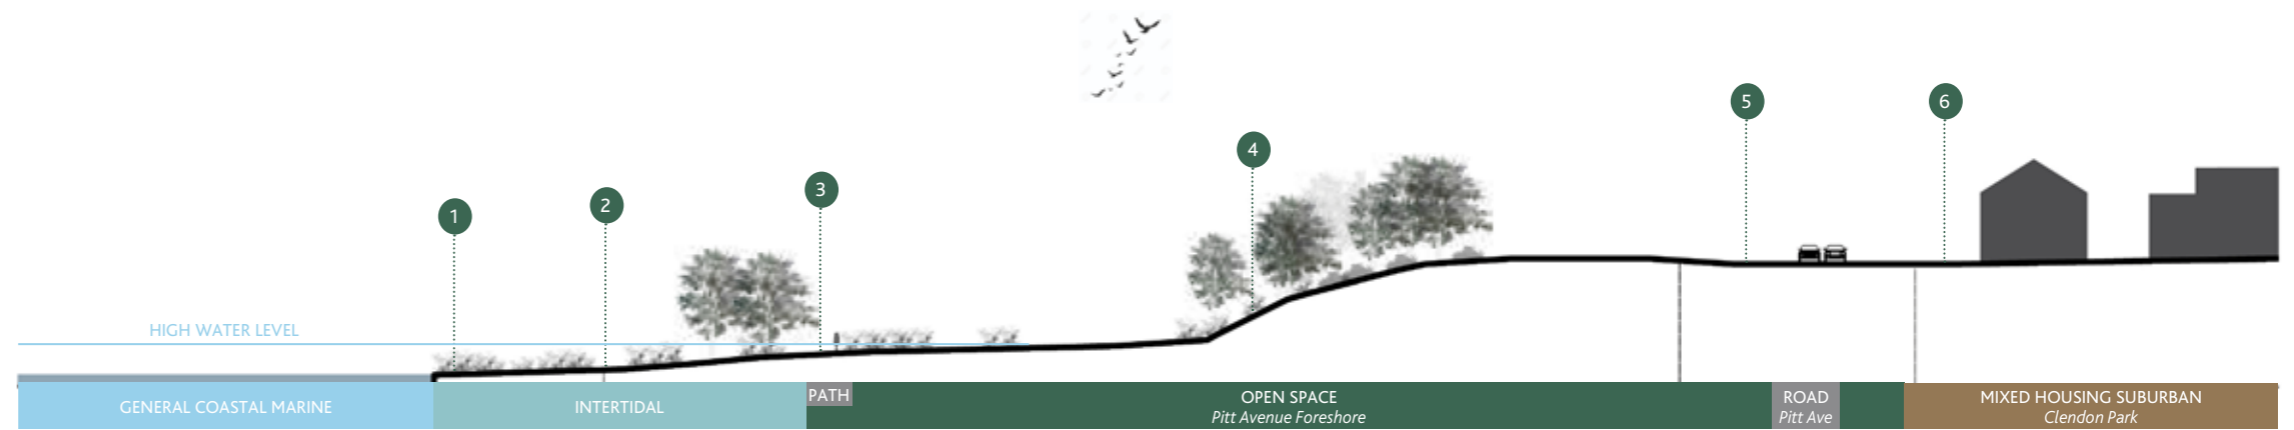 5
6
4
3
2
1
HIGH WATER LEVEL
GENERAL COASTAL MARINE
INTERTIDAL
PATH
OPEN SPACE
Pitt Avenue Foreshore
ROAD
Pitt Ave
MIXED HOUSING SUBURBAN
Clendon Park